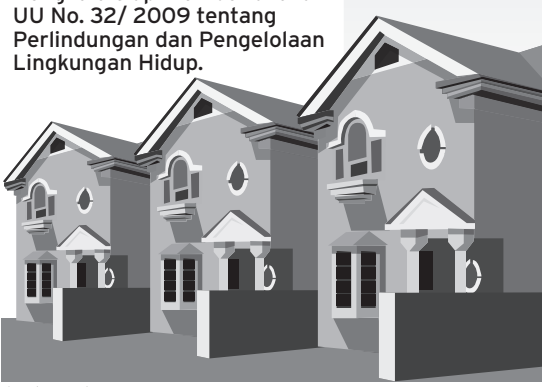 UU No. 32/ 2009 tentang
Perlindungan dan Pengelolaan
Lingkungan Hidup.